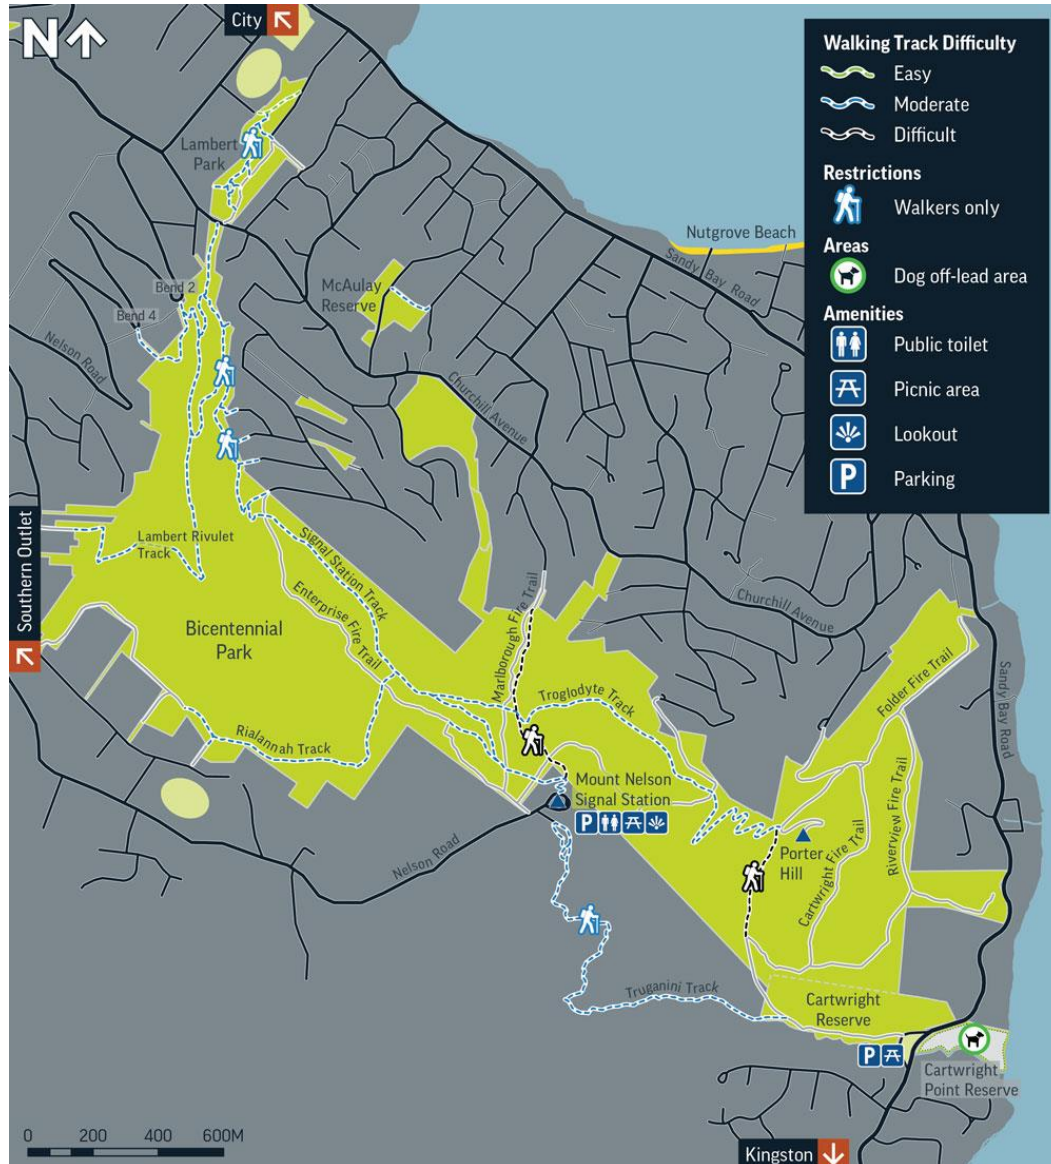 N
City
Walking Track Difficulty
Easy
Moderate
Difficult
Restrictions
Walkers only
Areas
Dog off-lead area
Amenities
Public toilet
Picnic area
Lookout
P
Parking
Lambert
Park
Nutgrove Beach
Sandy Bay Road
Bend 2
McAulay
Reserve
Bend 4
Nelson Road
Churchill Avenue
Southern Outlet
Lambert Rivulet
Track
Signal Station Track
Enterprise Fire Trail
Marlborough Fire Trail
Churchill Avenue
Bicentennial
Park
Troglodyte Track
Folder Fire Trail
Sandy Bay Road
Rialannah Track
Mount Nelson
Signal Station
P
Riverview Fire Trail
Cartwright Fire Trail
Porter
Hill
Nelson Road
Truganini Track
Cartwright
Reserve
P
Cartwright
Point Reserve
0 200 400 600M
Kingston